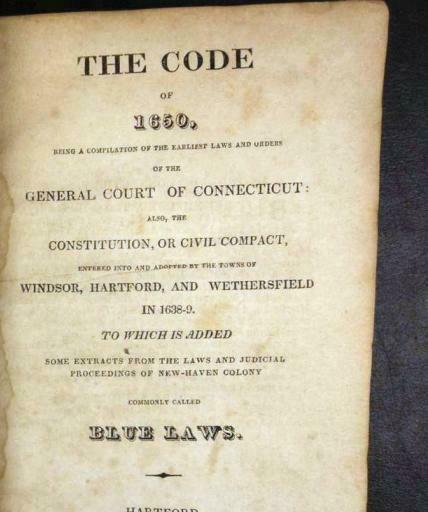 THE CODE
OF
1650,
BEING A COMPILATION OF THE EARLIEST LAWS AND ORDERS
OF THE
GENERAL COURT OF CONNECTICUT:
ALSO, THE
CONSTITUTION, OR CIVIL COMPACT,
ENTERED INTO AND ADOPTED BY THE TOWNS OF
WINDSOR, HARTFORD, AND WETHERSFIELD
IN 1638-9.
TO WHICH IS ADDED
SOME EXTRACTS FROM THE LAWS AND JUDICIAL
PROCEEDINGS OF NEW-HAVEN COLONY
COMMONLY CALLED
BLUE LAWS.
HARTFORD